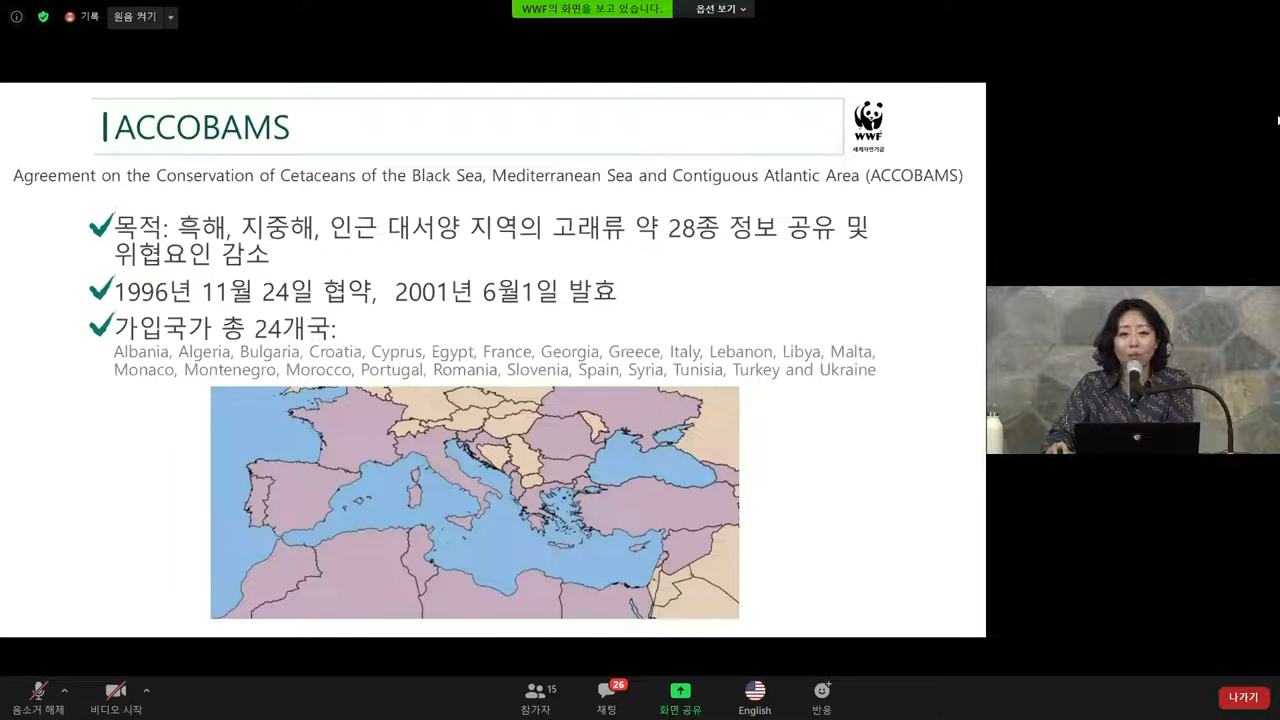 기록
원음 켜기
WWF의 화면을 보고 있습니다.
옵션 보기
ACCOBAMS
WWF
세계자연기금
Agreement on the Conservation of Cetaceans of the Black Sea, Mediterranean Sea and Contiguous Atlantic Area (ACCOBAMS)
목적: 흑해, 지중해, 인근 대서양 지역의 고래류 약 28종 정보 공유 및
위협요인 감소
1996년 11월 24일 협약, 2001년 6월1일 발효
가입국가 총 24개국:
Albania, Algeria, Bulgaria, Croatia, Cyprus, Egypt, France, Georgia, Greece, Italy, Lebanon, Libya, Malta,
Monaco, Montenegro, Morocco, Portugal, Romania, Slovenia, Spain, Syria, Tunisia, Turkey and Ukraine
음소거 해제
비디오 시작
15
참가자
26
채팅
화면 공유
English
반응
나가기